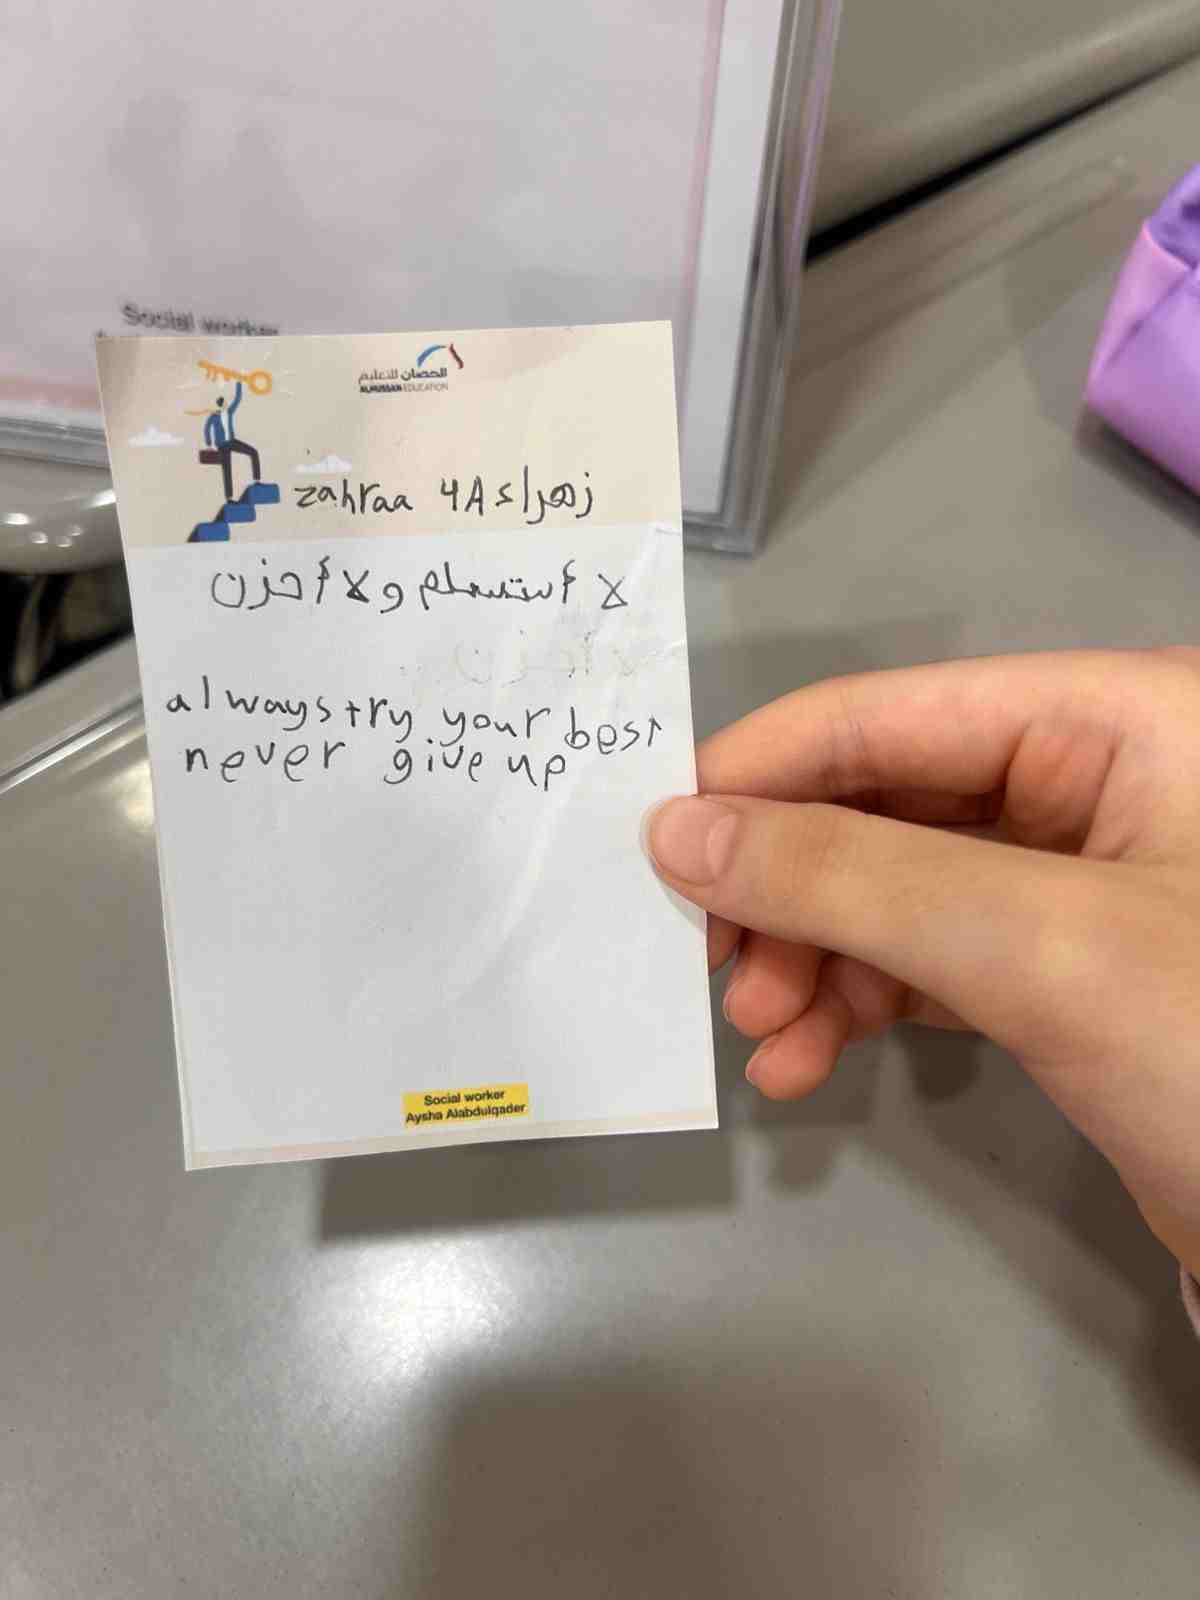 Social worker
الحصان للتعليم
ALHUSSAN EDUCATION
zahraa 4A زهراء
لا أستسلم ولا أحزن
always try your best
never give up
Social worker
Aysha Alabdulqader